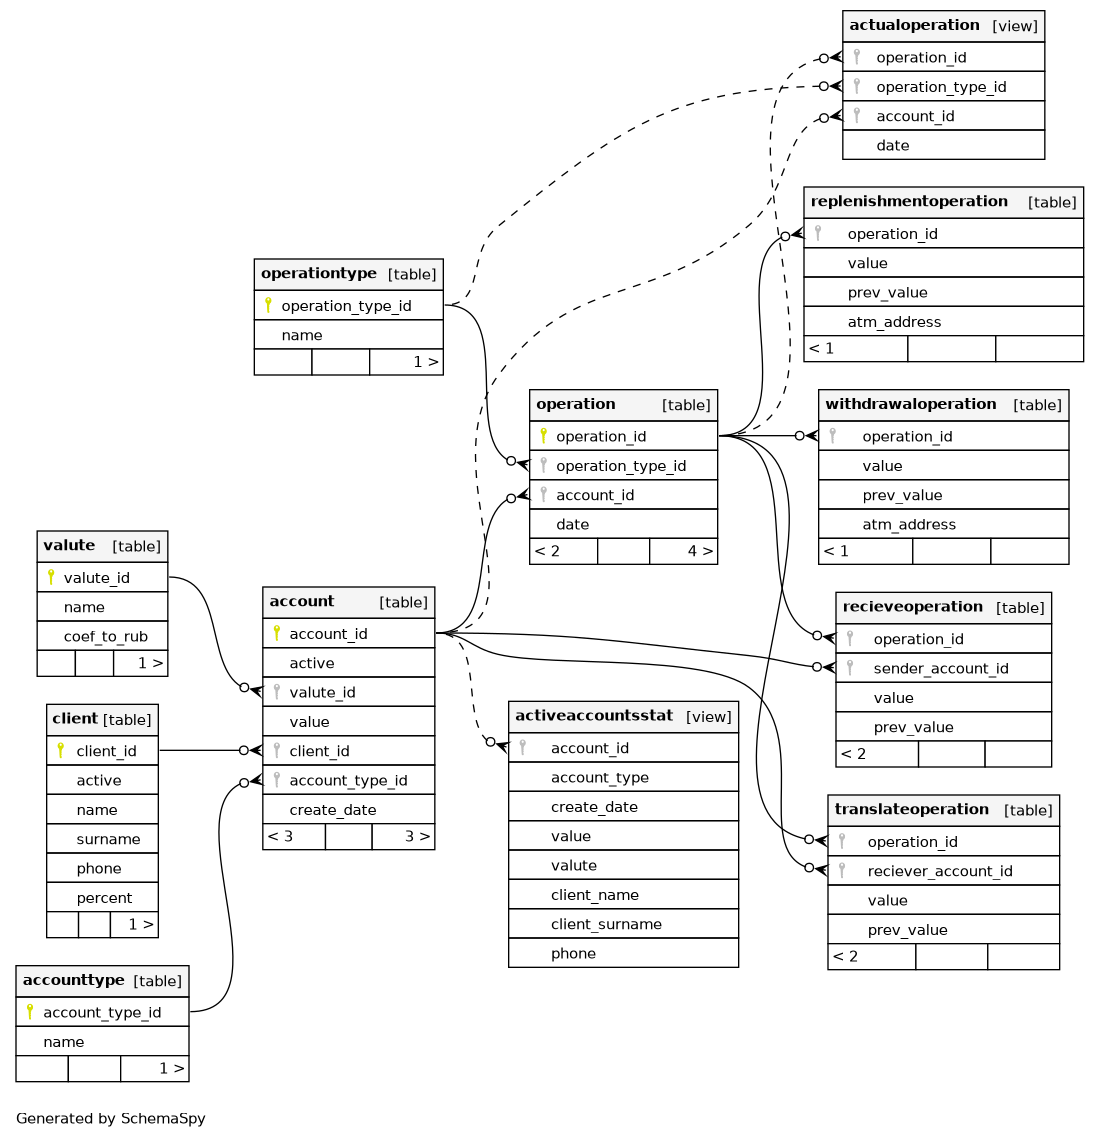 actualoperation [view]
operation_id
operation_type_id
account_id
date
replenishmentoperation [table]
operation_id
value
prev_value
atm_address
< 1
operationtype [table]
operation_type_id
name
1 >
operation [table]
operation_id
operation_type_id
account_id
date
< 2 4 >
withdrawaloperation [table]
operation_id
value
prev_value
atm_address
< 1
valute [table]
valute_id
name
coef_to_rub
1 >
account [table]
account_id
active
valute_id
value
client_id
account_type_id
create_date
< 3 3 >
recieveoperation [table]
operation_id
sender_account_id
value
prev_value
< 2
client [table]
client_id
active
name
surname
phone
percent
1 >
activeaccountsstat [view]
account_id
account_type
create_date
value
valute
client_name
client_surname
phone
translateoperation [table]
operation_id
reciever_account_id
value
prev_value
< 2
accounttype [table]
account_type_id
name
1 >
Generated by SchemaSpy